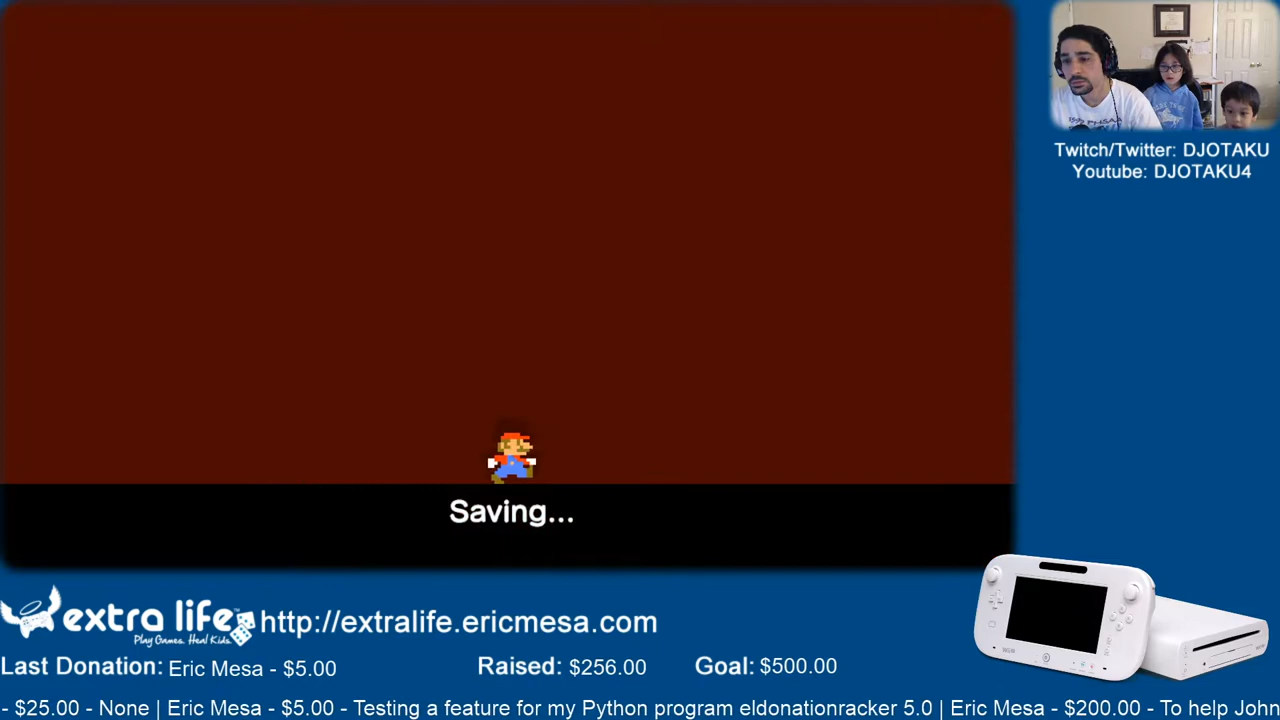 Twitch/Twitter: DJOTAKU
Youtube: DJOTAKU4
Saving...
extra life
Play Games. Heal Kids.
http://extralife.ericmesa.com
Last Donation: Eric Mesa - $5.00
Raised: $256.00
Goal: $500.00
- $25.00 - None | Eric Mesa - $5.00 - Testing a feature for my Python program eldonationracker 5.0 | Eric Mesa - $200.00 - To help John